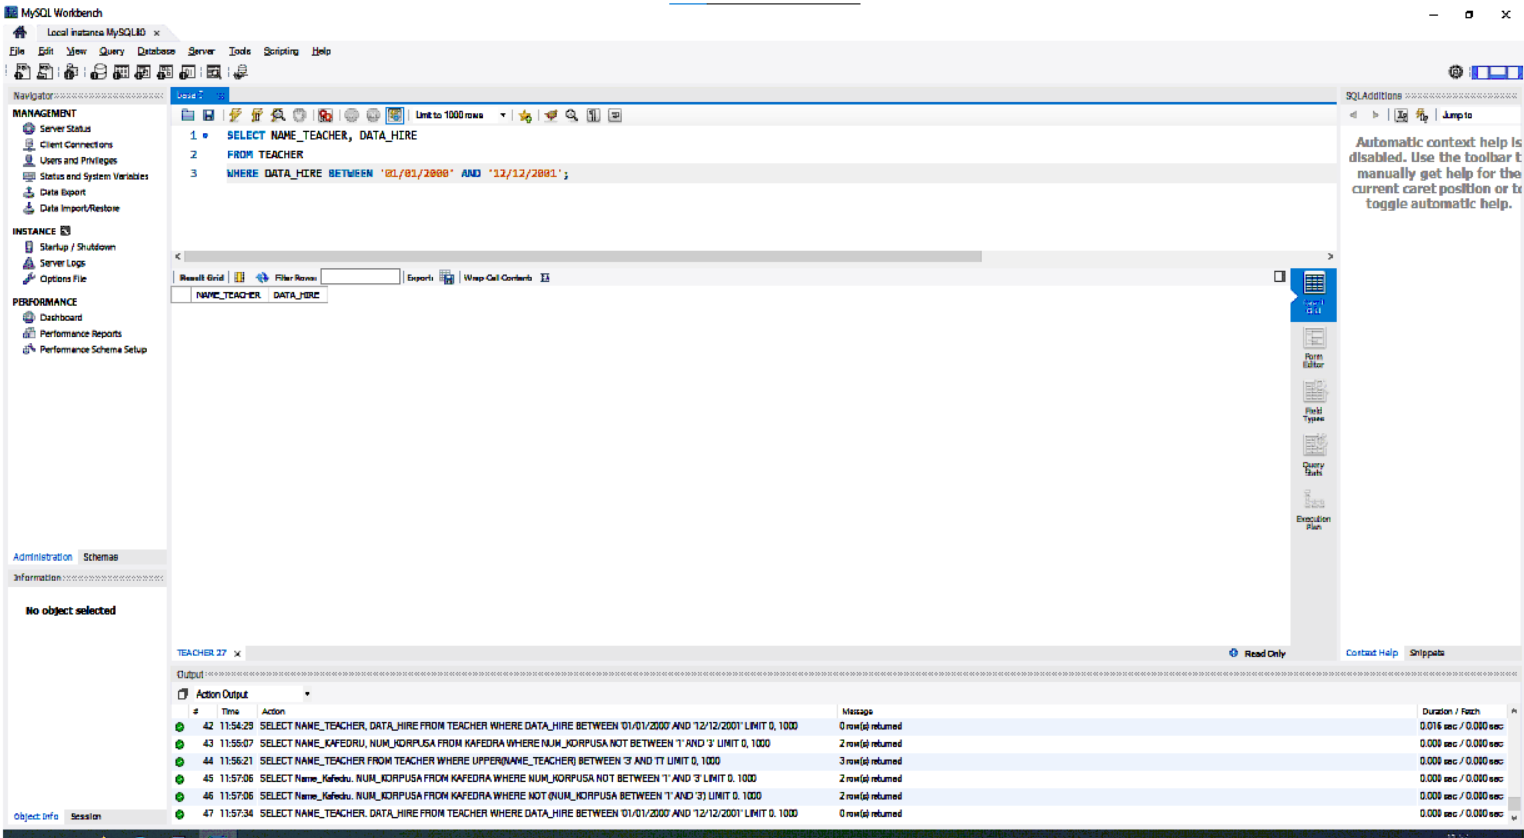 MySQL Workbench
Local instance MySQL80 ×
File Edit View Query Database Server Tools Scripting Help
Navigator
MANAGEMENT
Server Status
Client Connections
Users and Privileges
Status and System Variables
Data Export
Data Import/Restore
INSTANCE
Startup / Shutdown
Server Logs
Options File
PERFORMANCE
Dashboard
Performance Reports
Performance Schema Setup
Administration Schemas
Information
No object selected
Object Info Session
Limit to 1000 rows
1 SELECT NAME_TEACHER, DATA_HIRE
2 FROM TEACHER
3 WHERE DATA_HIRE BETWEEN '01/01/2000' AND '12/12/2001';
Result Grid Filter Rows: Export: Wrap Cell Content:
NAME_TEACHER DATA_HIRE
Form
Editor
Field
Types
Query
Stats
Execution
Plan
TEACHER 27 × Read Only
SQLAdditions
Jump to
Automatic context help is
disabled. Use the toolbar t
manually get help for the
current caret position or to
toggle automatic help.
Context Help Snippets
Output
Action Output
# Time Action Message Duration / Fetch
42 11:54:29 SELECT NAME_TEACHER, DATA_HIRE FROM TEACHER WHERE DATA_HIRE BETWEEN '01/01/2000' AND '12/12/2001' LIMIT 0, 1000 0 row(s) returned 0.016 sec / 0.000 sec
43 11:55:07 SELECT NAME_KAFEDRU, NUM_KORPUSA FROM KAFEDRA WHERE NUM_KORPUSA NOT BETWEEN '1' AND '3' LIMIT 0, 1000 2 row(s) returned 0.000 sec / 0.000 sec
44 11:56:21 SELECT NAME_TEACHER FROM TEACHER WHERE UPPER(NAME_TEACHER) BETWEEN AND LIMIT 0, 1000 3 row(s) returned 0.000 sec / 0.000 sec
45 11:57:06 SELECT Name_Kafedru, NUM_KORPUSA FROM KAFEDRA WHERE NUM_KORPUSA NOT BETWEEN '1' AND '3' LIMIT 0, 1000 2 row(s) returned 0.000 sec / 0.000 sec
46 11:57:06 SELECT Name_Kafedru, NUM_KORPUSA FROM KAFEDRA WHERE NOT (NUM_KORPUSA BETWEEN '1' AND '3') LIMIT 0, 1000 2 row(s) returned 0.000 sec / 0.000 sec
47 11:57:34 SELECT NAME_TEACHER, DATA_HIRE FROM TEACHER WHERE DATA_HIRE BETWEEN '01/01/2000' AND '12/12/2001' LIMIT 0, 1000 0 row(s) returned 0.000 sec / 0.000 sec